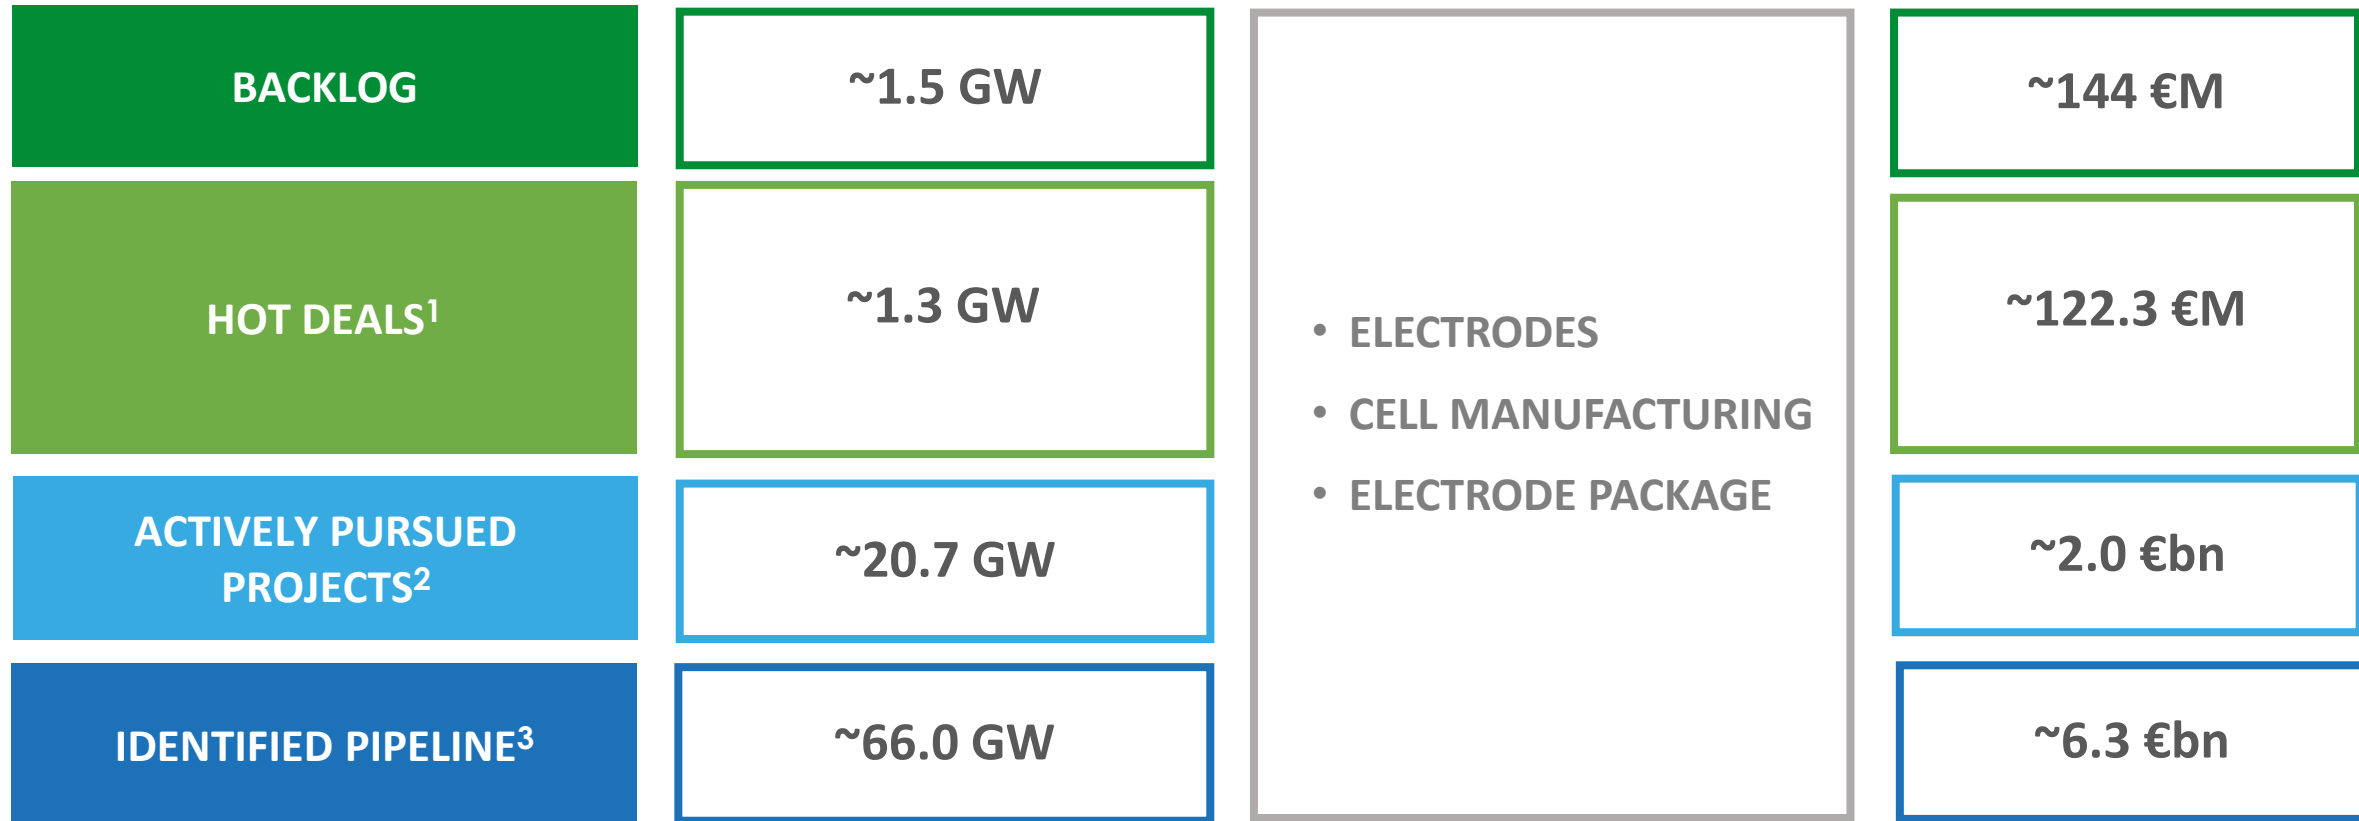 BACKLOG
~1.5 GW
~144 €M
HOT DEALS¹
~1.3 GW
~122.3 €M
• ELECTRODES
• CELL MANUFACTURING
• ELECTRODE PACKAGE
ACTIVELY PURSUED
PROJECTS²
~20.7 GW
~2.0 €bn
IDENTIFIED PIPELINE³
~66.0 GW
~6.3 €bn